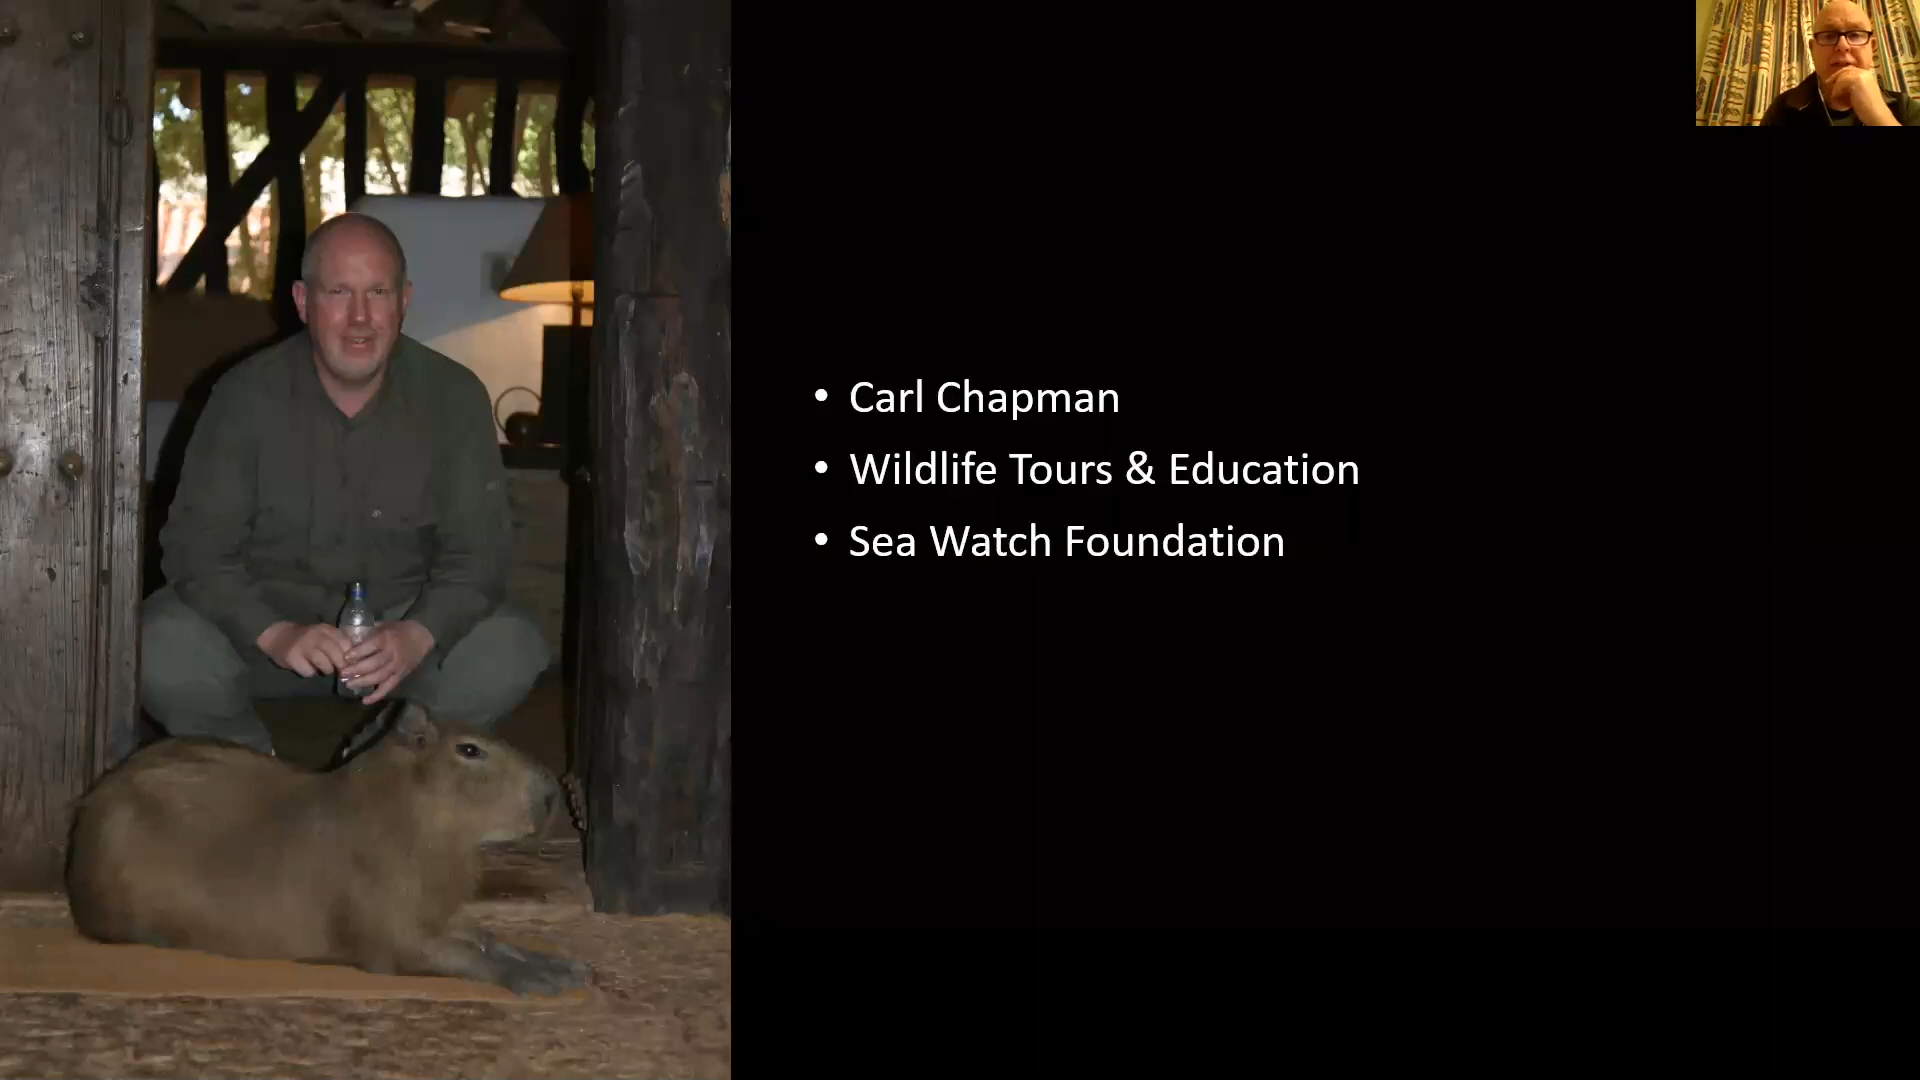 • Carl Chapman
• Wildlife Tours & Education
• Sea Watch Foundation